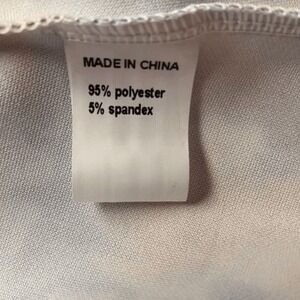 MADE IN CHINA
95% polyester
5% spandex